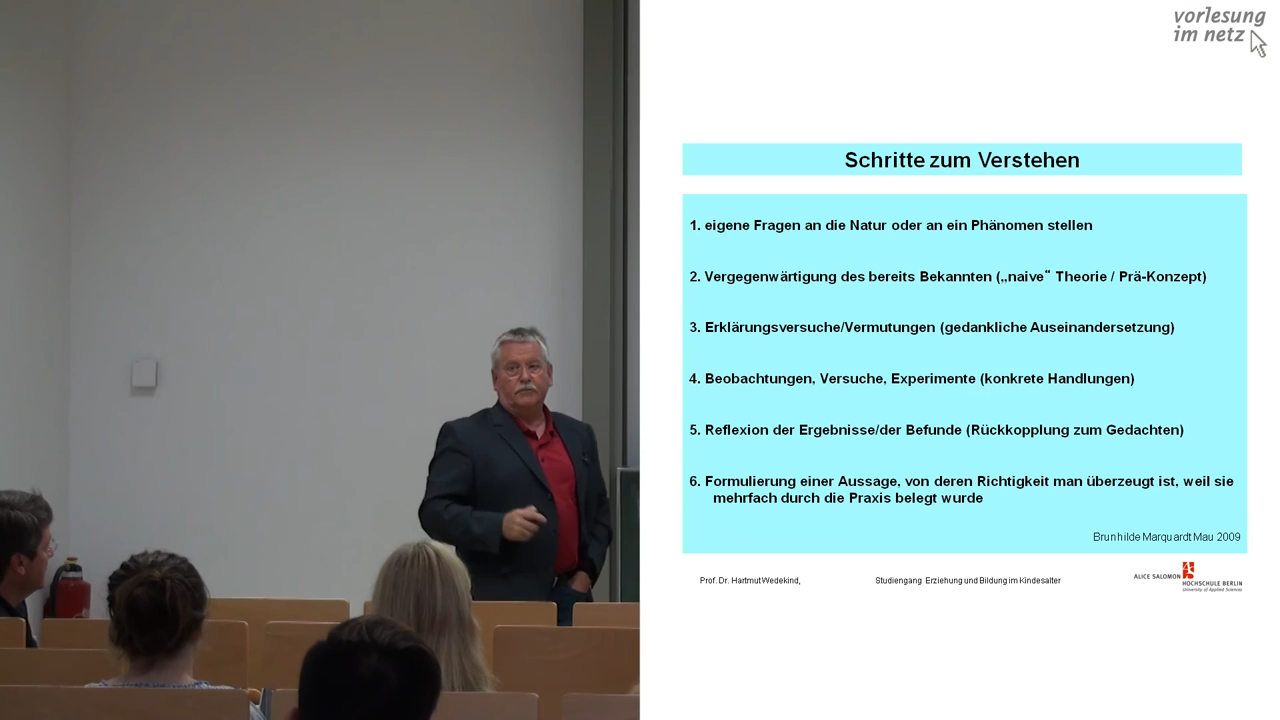 vorlesung
im netz
Schritte zum Verstehen
1. eigene Fragen an die Natur oder an ein Phänomen stellen
2. Vergegenwärtigung des bereits Bekannten („naive“ Theorie / Prä-Konzept)
3. Erklärungsversuche/Vermutungen (gedankliche Auseinandersetzung)
4. Beobachtungen, Versuche, Experimente (konkrete Handlungen)
5. Reflexion der Ergebnisse/der Befunde (Rückkopplung zum Gedachten)
6. Formulierung einer Aussage, von deren Richtigkeit man überzeugt ist, weil sie
mehrfach durch die Praxis belegt wurde
Brunhilde Marquardt Mau 2009
Prof. Dr. Hartmut Wedekind,
Studiengang Erziehung und Bildung im Kindesalter
ALICE SALOMON
HOCHSCHULE BERLIN
University of Applied Sciences